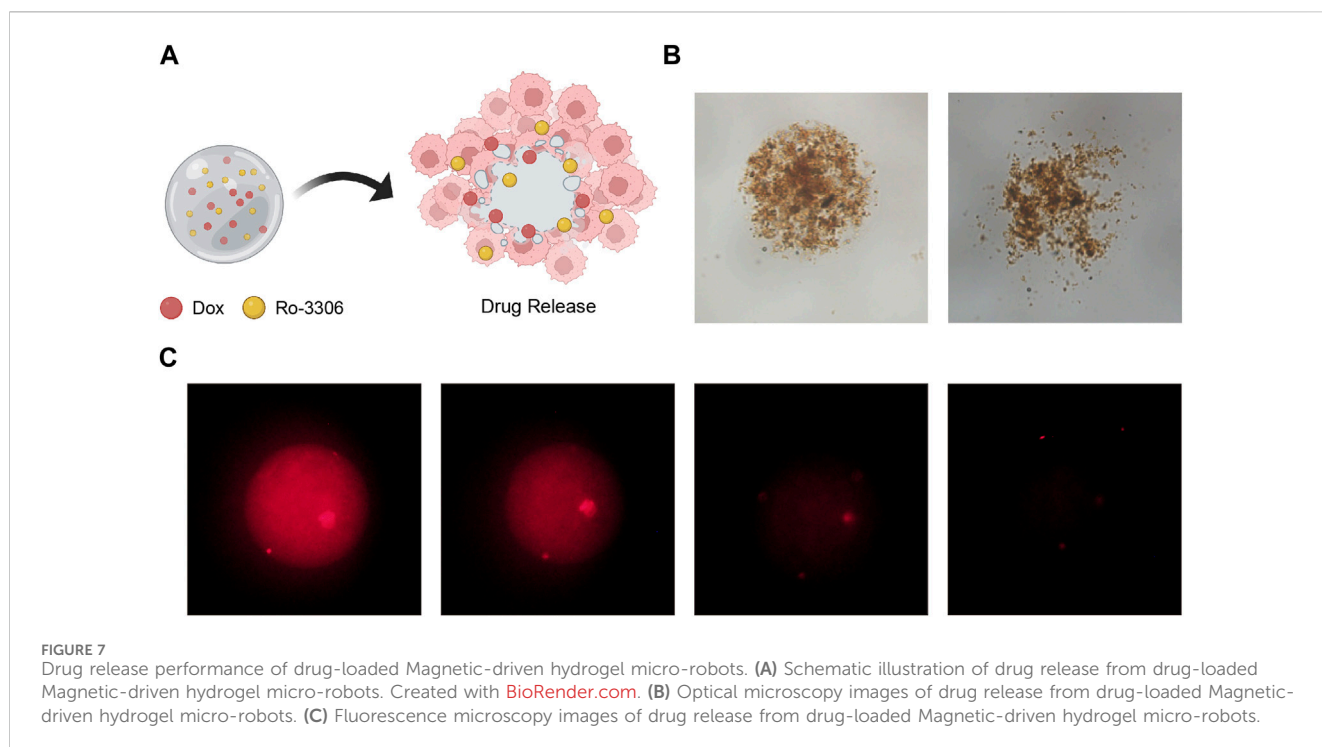 A
B
Dox
Ro-3306
Drug Release
C
FIGURE 7
Drug release performance of drug-loaded Magnetic-driven hydrogel micro-robots. (A) Schematic illustration of drug release from drug-loaded
Magnetic-driven hydrogel micro-robots. Created with BioRender.com. (B) Optical microscopy images of drug release from drug-loaded Magnetic-
driven hydrogel micro-robots. (C) Fluorescence microscopy images of drug release from drug-loaded Magnetic-driven hydrogel micro-robots.